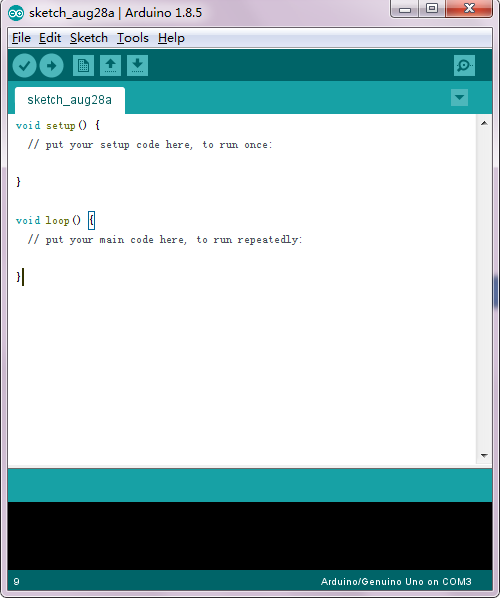 sketch_aug28a | Arduino 1.8.5
File Edit Sketch Tools Help
sketch_aug28a
void setup() {
// put your setup code here, to run once:
}
void loop() {
// put your main code here, to run repeatedly:
}
9
Arduino/Genuino Uno on COM3